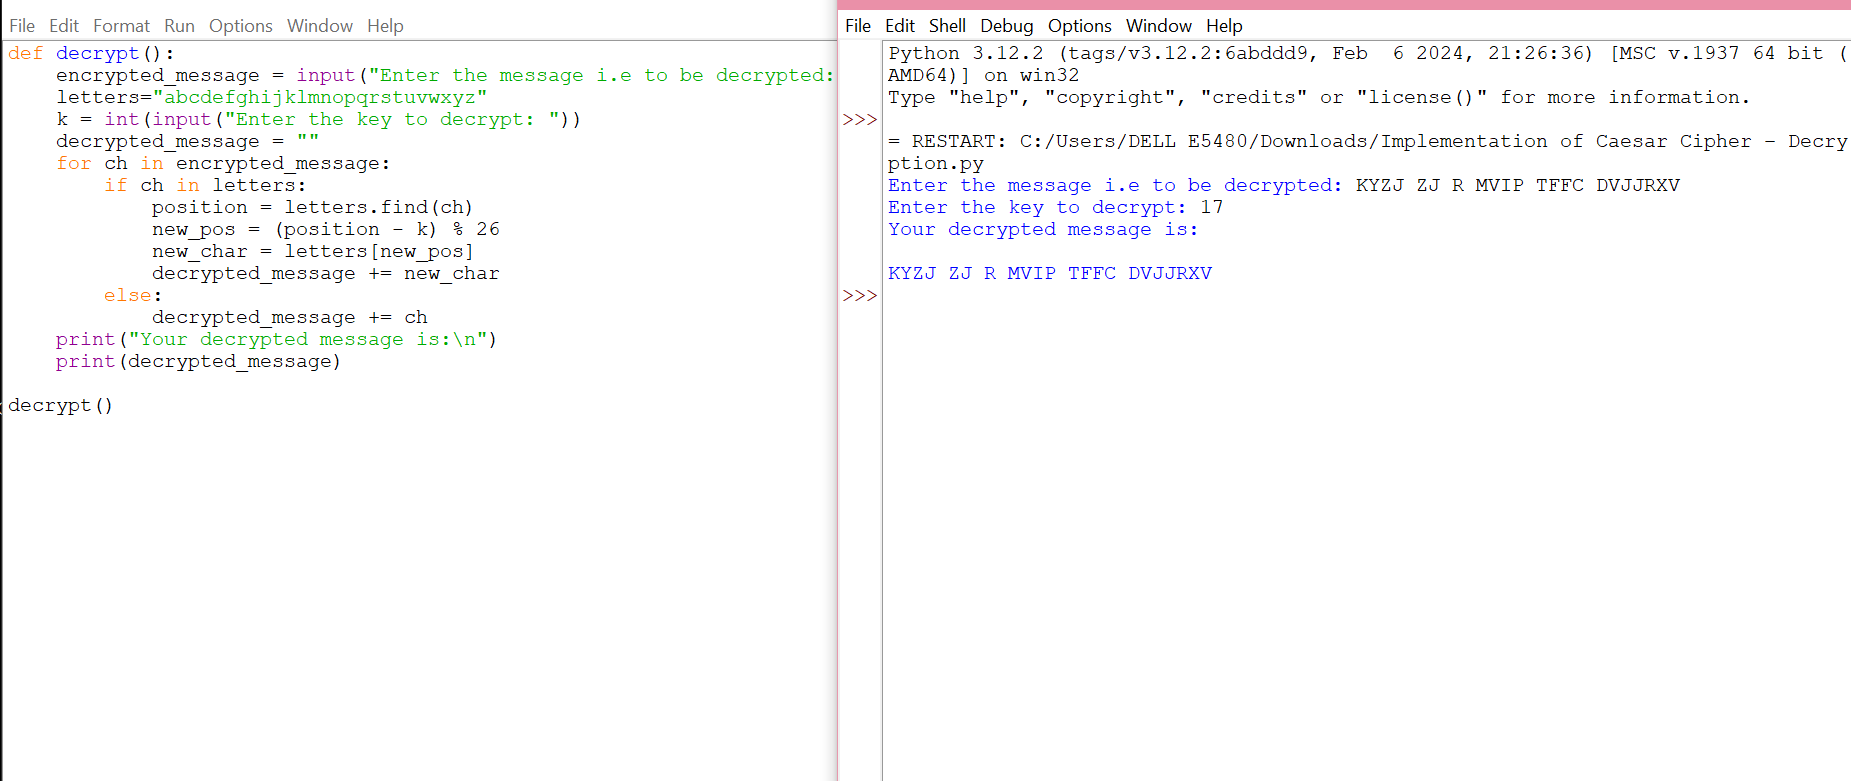 File Edit Format Run Options Window Help
def decrypt():
    encrypted_message = input("Enter the message i.e to be decrypted:
    letters="abcdefghijklmnopqrstuvwxyz"
    k = int(input("Enter the key to decrypt: "))
    decrypted_message = ""
    for ch in encrypted_message:
        if ch in letters:
            position = letters.find(ch)
            new_pos = (position - k) % 26
            new_char = letters[new_pos]
            decrypted_message += new_char
        else:
            decrypted_message += ch
    print("Your decrypted message is:\n")
    print(decrypted_message)
decrypt()
File Edit Shell Debug Options Window Help
Python 3.12.2 (tags/v3.12.2:6abddd9, Feb  6 2024, 21:26:36) [MSC v.1937 64 bit (
AMD64)] on win32
Type "help", "copyright", "credits" or "license()" for more information.
>>>
= RESTART: C:/Users/DELL E5480/Downloads/Implementation of Caesar Cipher - Decry
ption.py
Enter the message i.e to be decrypted: KYZJ ZJ R MVIP TFFC DVJJRXV
Enter the key to decrypt: 17
Your decrypted message is:
KYZJ ZJ R MVIP TFFC DVJJRXV
>>>